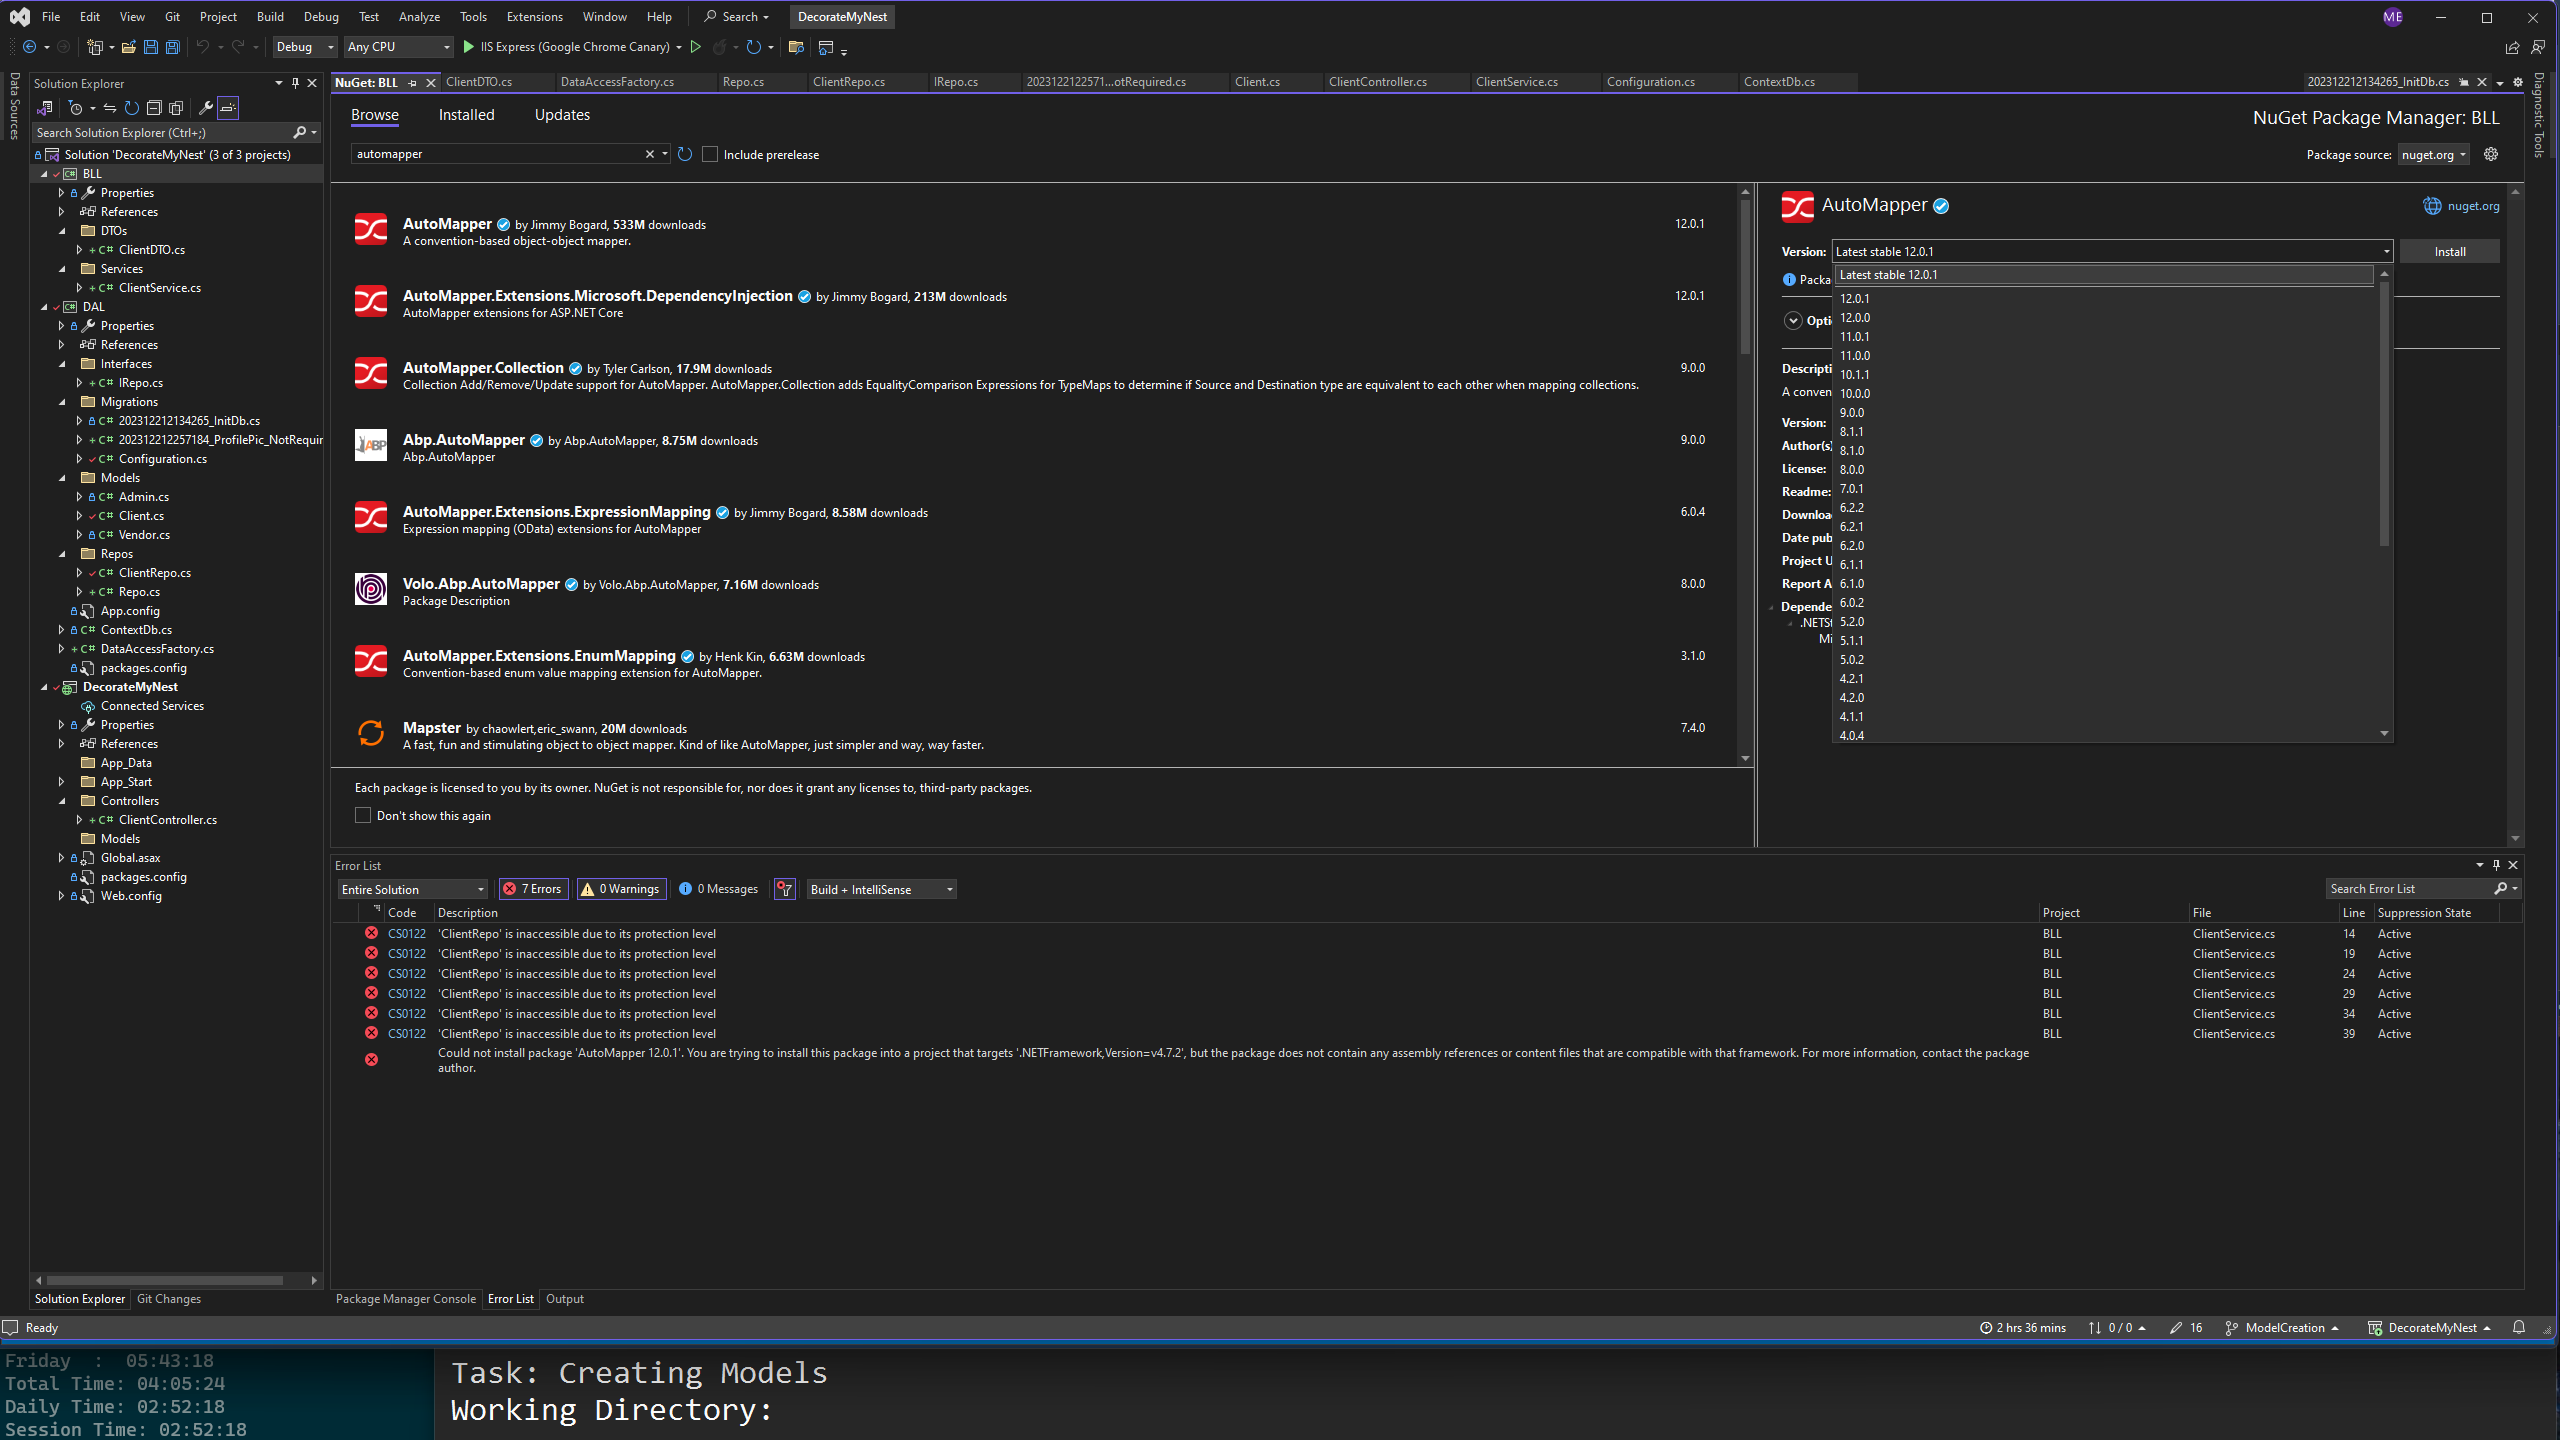 File Edit View Git Project Build Debug Test Analyze Tools Extensions Window Help Search DecorateMyNest ME
Debug Any CPU IIS Express (Google Chrome Canary)
Data Sources
Solution Explorer
Search Solution Explorer (Ctrl+;)
Solution 'DecorateMyNest' (3 of 3 projects)
BLL
Properties
References
DTOs
ClientDTO.cs
Services
ClientService.cs
DAL
Properties
References
Interfaces
IRepo.cs
Migrations
202312212134265_InitDb.cs
202312212257184_ProfilePic_NotRequir
Configuration.cs
Models
Admin.cs
Client.cs
Vendor.cs
Repos
ClientRepo.cs
Repo.cs
App.config
ContextDb.cs
DataAccessFactory.cs
packages.config
DecorateMyNest
Connected Services
Properties
References
App_Data
App_Start
Controllers
ClientController.cs
Models
Global.asax
packages.config
Web.config
Solution Explorer Git Changes
NuGet: BLL ClientDTO.cs DataAccessFactory.cs Repo.cs ClientRepo.cs IRepo.cs 2023122122571...otRequired.cs Client.cs ClientController.cs ClientService.cs Configuration.cs ContextDb.cs 202312212134265_InitDb.cs
Diagnostic Tools
Browse Installed Updates
NuGet Package Manager: BLL
automapper Include prerelease
Package source: nuget.org
AutoMapper by Jimmy Bogard, 533M downloads 12.0.1
A convention-based object-object mapper.
AutoMapper.Extensions.Microsoft.DependencyInjection by Jimmy Bogard, 213M downloads 12.0.1
AutoMapper extensions for ASP.NET Core
AutoMapper.Collection by Tyler Carlson, 17.9M downloads 9.0.0
Collection Add/Remove/Update support for AutoMapper. AutoMapper.Collection adds EqualityComparison Expressions for TypeMaps to determine if Source and Destination type are equivalent to each other when mapping collections.
Abp.AutoMapper by Abp.AutoMapper, 8.75M downloads 9.0.0
Abp.AutoMapper
AutoMapper.Extensions.ExpressionMapping by Jimmy Bogard, 8.58M downloads 6.0.4
Expression mapping (OData) extensions for AutoMapper
Volo.Abp.AutoMapper by Volo.Abp.AutoMapper, 7.16M downloads 8.0.0
Package Description
AutoMapper.Extensions.EnumMapping by Henk Kin, 6.63M downloads 3.1.0
Convention-based enum value mapping extension for AutoMapper.
Mapster by chaowlert,eric_swann, 20M downloads 7.4.0
A fast, fun and stimulating object to object mapper. Kind of like AutoMapper, just simpler and way, way faster.
Each package is licensed to you by its owner. NuGet is not responsible for, nor does it grant any licenses to, third-party packages.
Don't show this again
AutoMapper nuget.org
Version: Latest stable 12.0.1 Install
Latest stable 12.0.1
Packa
12.0.1
12.0.0
Opti
11.0.1
11.0.0
Descripti
10.1.1
A conven
10.0.0
9.0.0
Version:
8.1.1
Author(s)
8.1.0
License:
8.0.0
Readme:
7.0.1
6.2.2
Downloa
6.2.1
Date pub
6.2.0
Project U
6.1.1
Report A
6.1.0
Depende
6.0.2
.NETSt
5.2.0
Mi
5.1.1
5.0.2
4.2.1
4.2.0
4.1.1
4.0.4
Error List
Entire Solution 7 Errors 0 Warnings 0 Messages Build + IntelliSense Search Error List
Code Description Project File Line Suppression State
CS0122 'ClientRepo' is inaccessible due to its protection level BLL ClientService.cs 14 Active
CS0122 'ClientRepo' is inaccessible due to its protection level BLL ClientService.cs 19 Active
CS0122 'ClientRepo' is inaccessible due to its protection level BLL ClientService.cs 24 Active
CS0122 'ClientRepo' is inaccessible due to its protection level BLL ClientService.cs 29 Active
CS0122 'ClientRepo' is inaccessible due to its protection level BLL ClientService.cs 34 Active
CS0122 'ClientRepo' is inaccessible due to its protection level BLL ClientService.cs 39 Active
Could not install package 'AutoMapper 12.0.1'. You are trying to install this package into a project that targets '.NETFramework,Version=v4.7.2', but the package does not contain any assembly references or content files that are compatible with that framework. For more information, contact the package
author.
Package Manager Console Error List Output
Ready 2 hrs 36 mins 0 / 0 16 ModelCreation DecorateMyNest
Friday : 05:43:18
Total Time: 04:05:24
Daily Time: 02:52:18
Session Time: 02:52:18
Task: Creating Models
Working Directory: